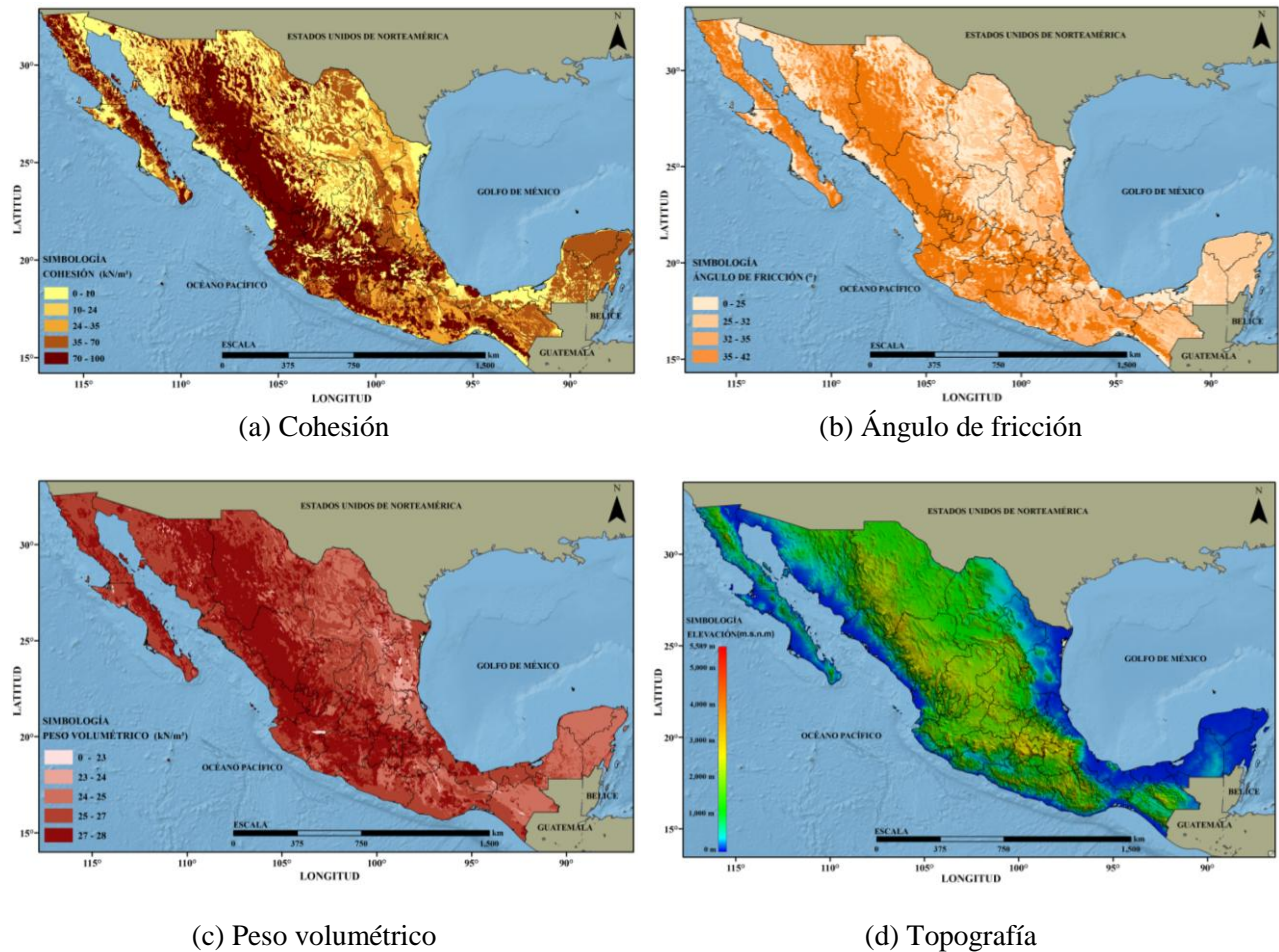 N
ESTADOS UNIDOS DE NORTEAMÉRICA
30°
25°
20°
15°
LATITUD
GOLFO DE MÉXICO
OCÉANO PACÍFICO
BELICE
GUATEMALA
SIMBOLOGÍA
COHESIÓN (kN/m²)
0 - 10
10- 24
24 - 35
35 - 70
70 - 100
ESCALA
km
0 375 750 1,500
115° 110° 105° 100° 95° 90°
LONGITUD
(a) Cohesión
N
ESTADOS UNIDOS DE NORTEAMÉRICA
30°
25°
20°
15°
LATITUD
GOLFO DE MÉXICO
OCÉANO PACÍFICO
BELICE
GUATEMALA
SIMBOLOGÍA
ÁNGULO DE FRICCIÓN (°)
0 - 25
25 - 32
32 - 35
35 - 42
ESCALA
km
0 375 750 1,500
115° 110° 105° 100° 95° 90°
LONGITUD
(b) Ángulo de fricción
N
ESTADOS UNIDOS DE NORTEAMÉRICA
30°
25°
20°
15°
LATITUD
GOLFO DE MÉXICO
OCÉANO PACÍFICO
BELICE
GUATEMALA
SIMBOLOGÍA
PESO VOLUMÉTRICO (kN/m³)
0 - 23
23 - 24
24 - 25
25 - 27
27 - 28
ESCALA
km
0 375 750 1,500
115° 110° 105° 100° 95° 90°
LONGITUD
(c) Peso volumétrico
N
ESTADOS UNIDOS DE NORTEAMÉRICA
30°
25°
20°
15°
LATITUD
GOLFO DE MÉXICO
OCÉANO PACÍFICO
BELICE
GUATEMALA
SIMBOLOGÍA
ELEVACIÓN(m.s.n.m)
5,589 m
4,000 m
3,000 m
2,000 m
1,000 m
0 m
ESCALA
km
0 375 750 1,500
115° 110° 105° 100° 95° 90°
LONGITUD
(d) Topografía